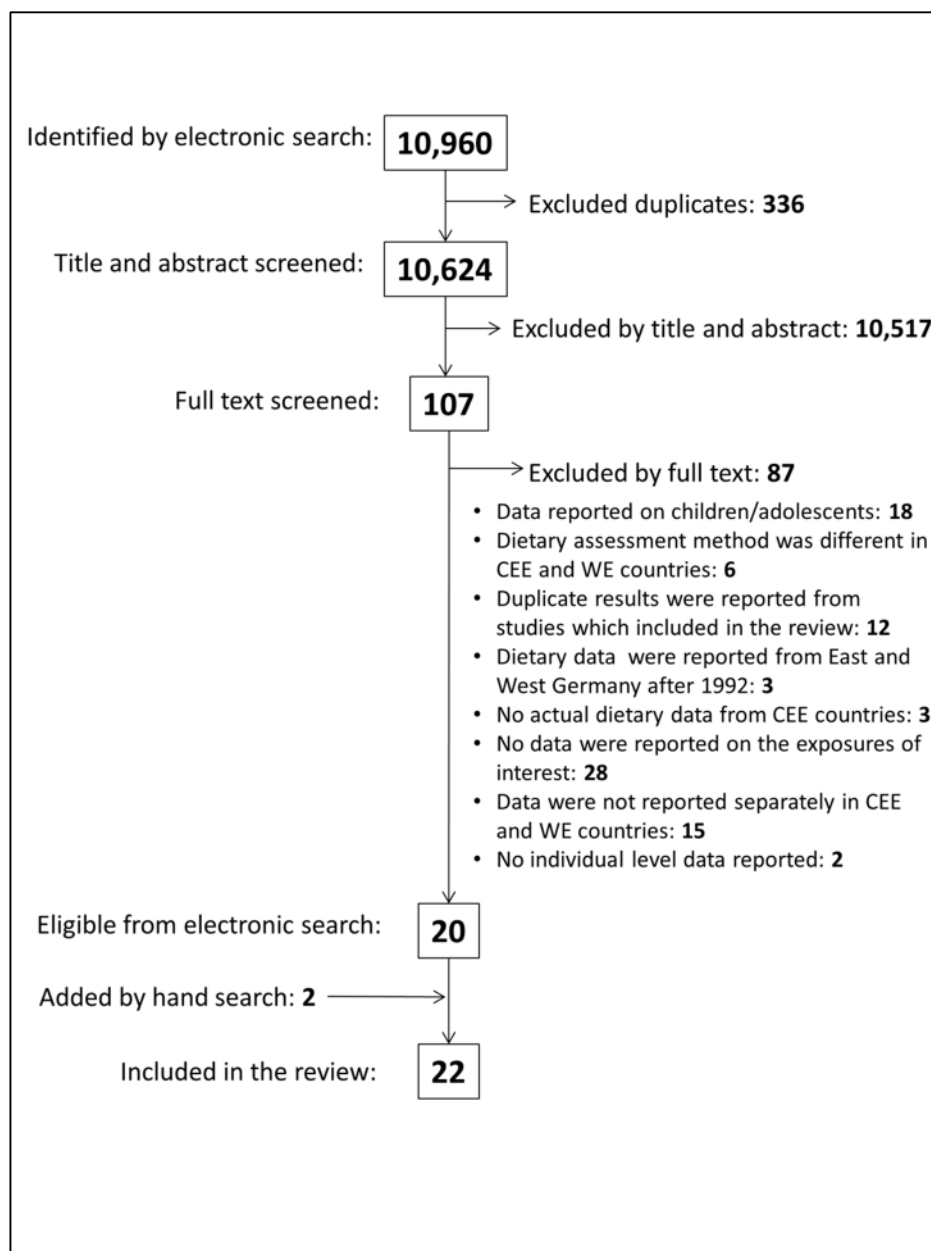 Identified by electronic search: 10,960
Excluded duplicates: 336
Title and abstract screened: 10,624
Excluded by title and abstract: 10,517
Full text screened: 107
Excluded by full text: 87
• Data reported on children/adolescents: 18
• Dietary assessment method was different in
CEE and WE countries: 6
• Duplicate results were reported from
studies which included in the review: 12
• Dietary data were reported from East and
West Germany after 1992: 3
• No actual dietary data from CEE countries: 3
• No data were reported on the exposures of
interest: 28
• Data were not reported separately in CEE
and WE countries: 15
• No individual level data reported: 2
Eligible from electronic search: 20
Added by hand search: 2
Included in the review: 22